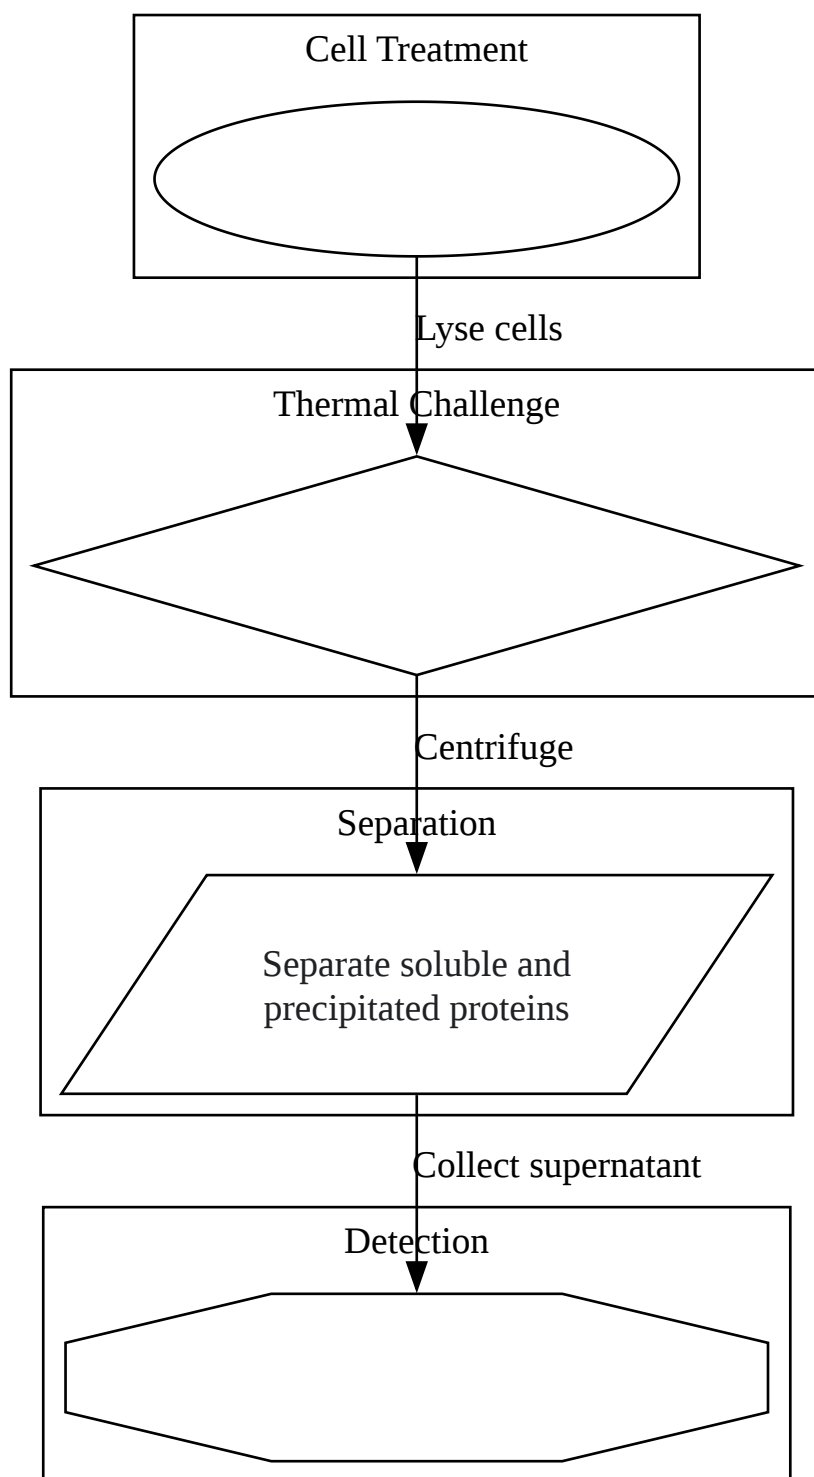 Cell Treatment
Lyse cells
Thermal Challenge
Centrifuge
Separation
Separate soluble and
precipitated proteins
Collect supernatant
Detection